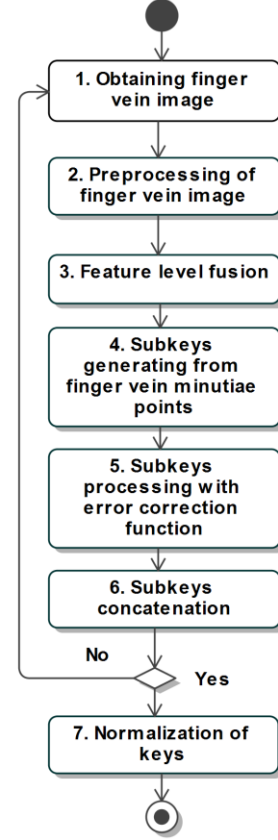 1. Obtaining finger
vein image
2. Preprocessing of
finger vein image
3. Feature level fusion
4. Subkeys
generating from
finger vein minutiae
points
5. Subkeys
processing with
error correction
function
6. Subkeys
concatenation
No
Yes
7. Normalization of
keys